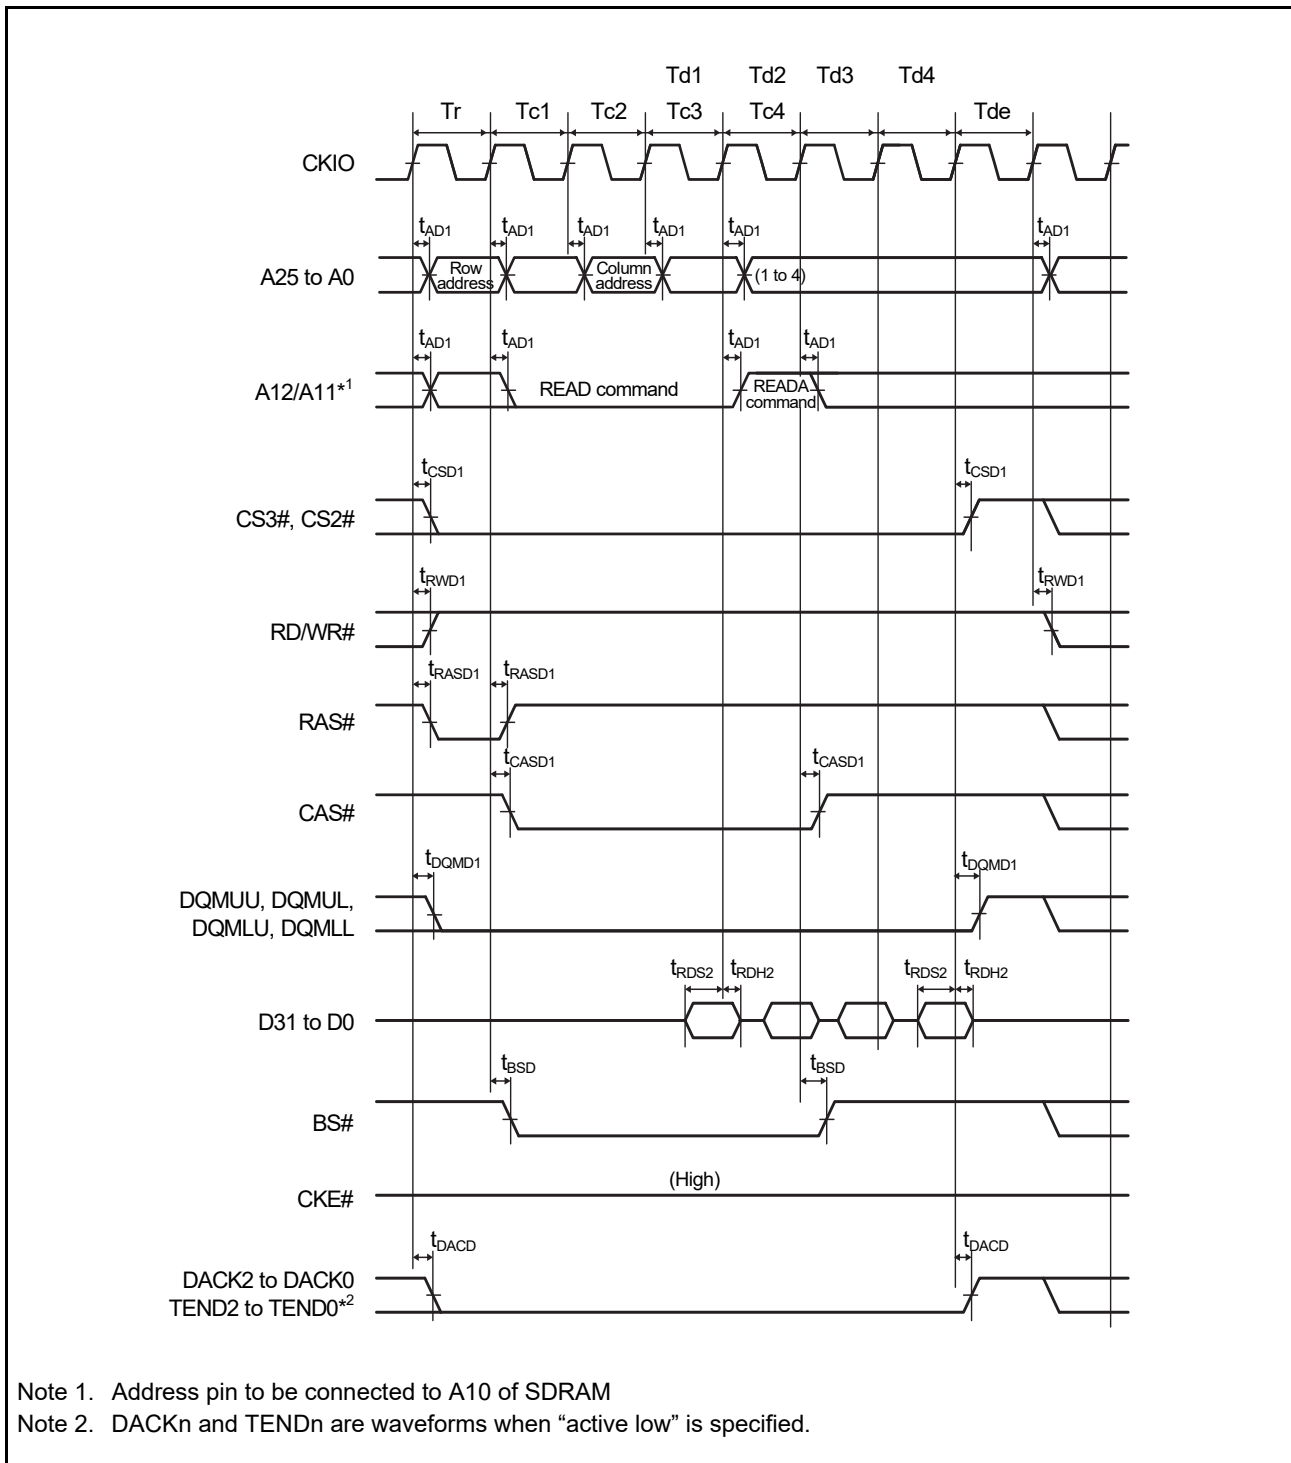 Td1 Td2 Td3 Td4
Tr Tc1 Tc2 Tc3 Tc4 Tde
CKIO
tAD1 tAD1 tAD1 tAD1 tAD1 tAD1
A25 to A0
Row address
Column address
(1 to 4)
tAD1 tAD1 tAD1 tAD1
A12/A11*1
READ command
READA command
tCSD1 tCSD1
CS3#, CS2#
tRWD1 tRWD1
RD/WR#
tRASD1 tRASD1
RAS#
tCASD1 tCASD1
CAS#
tDQMD1 tDQMD1
DQMUU, DQMUL,
DQMLU, DQMLL
tRDS2 tRDH2 tRDS2 tRDH2
D31 to D0
tBSD tBSD
BS#
(High)
CKE#
tDACD tDACD
DACK2 to DACK0
TEND2 to TEND0*2
Note 1. Address pin to be connected to A10 of SDRAM
Note 2. DACKn and TENDn are waveforms when “active low” is specified.